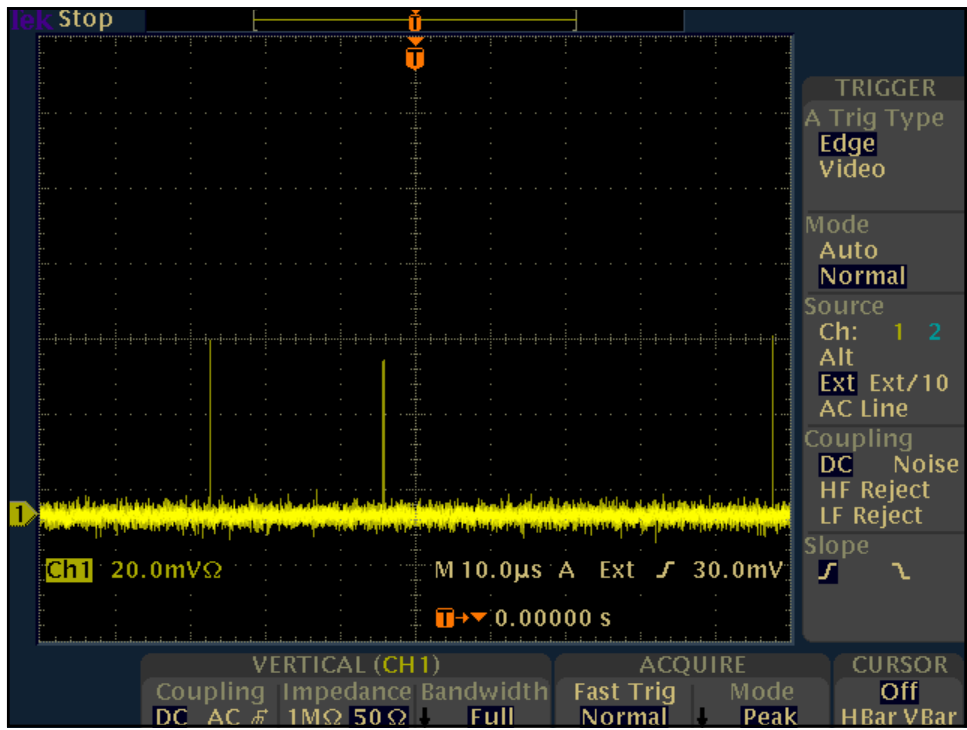 Tek Stop
T
T
TRIGGER
A Trig Type
Edge
Video
Mode
Auto
Normal
Source
Ch: 1 2
Alt
Ext Ext/10
AC Line
Coupling
DC Noise
HF Reject
LF Reject
Slope
1
Ch1 20.0mVΩ M 10.0µs A Ext 30.0mV
T 0.00000 s
VERTICAL (CH1) ACQUIRE CURSOR
Coupling Impedance Bandwidth Fast Trig Mode Off
DC AC 1MΩ 50 Ω Full Normal Peak HBar VBar